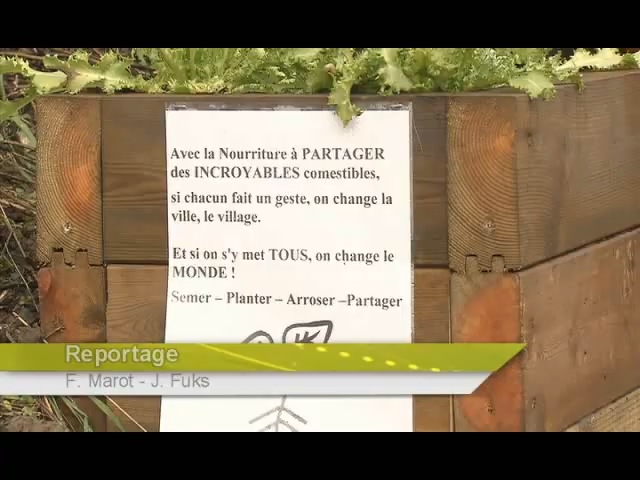 Avec la Nourriture à PARTAGER
des INCROYABLES comestibles,
si chacun fait un geste, on change la
ville, le village.
Et si on s'y met TOUS, on change le
MONDE !
Semer – Planter – Arroser –Partager
Reportage
F. Marot - J. Fuks